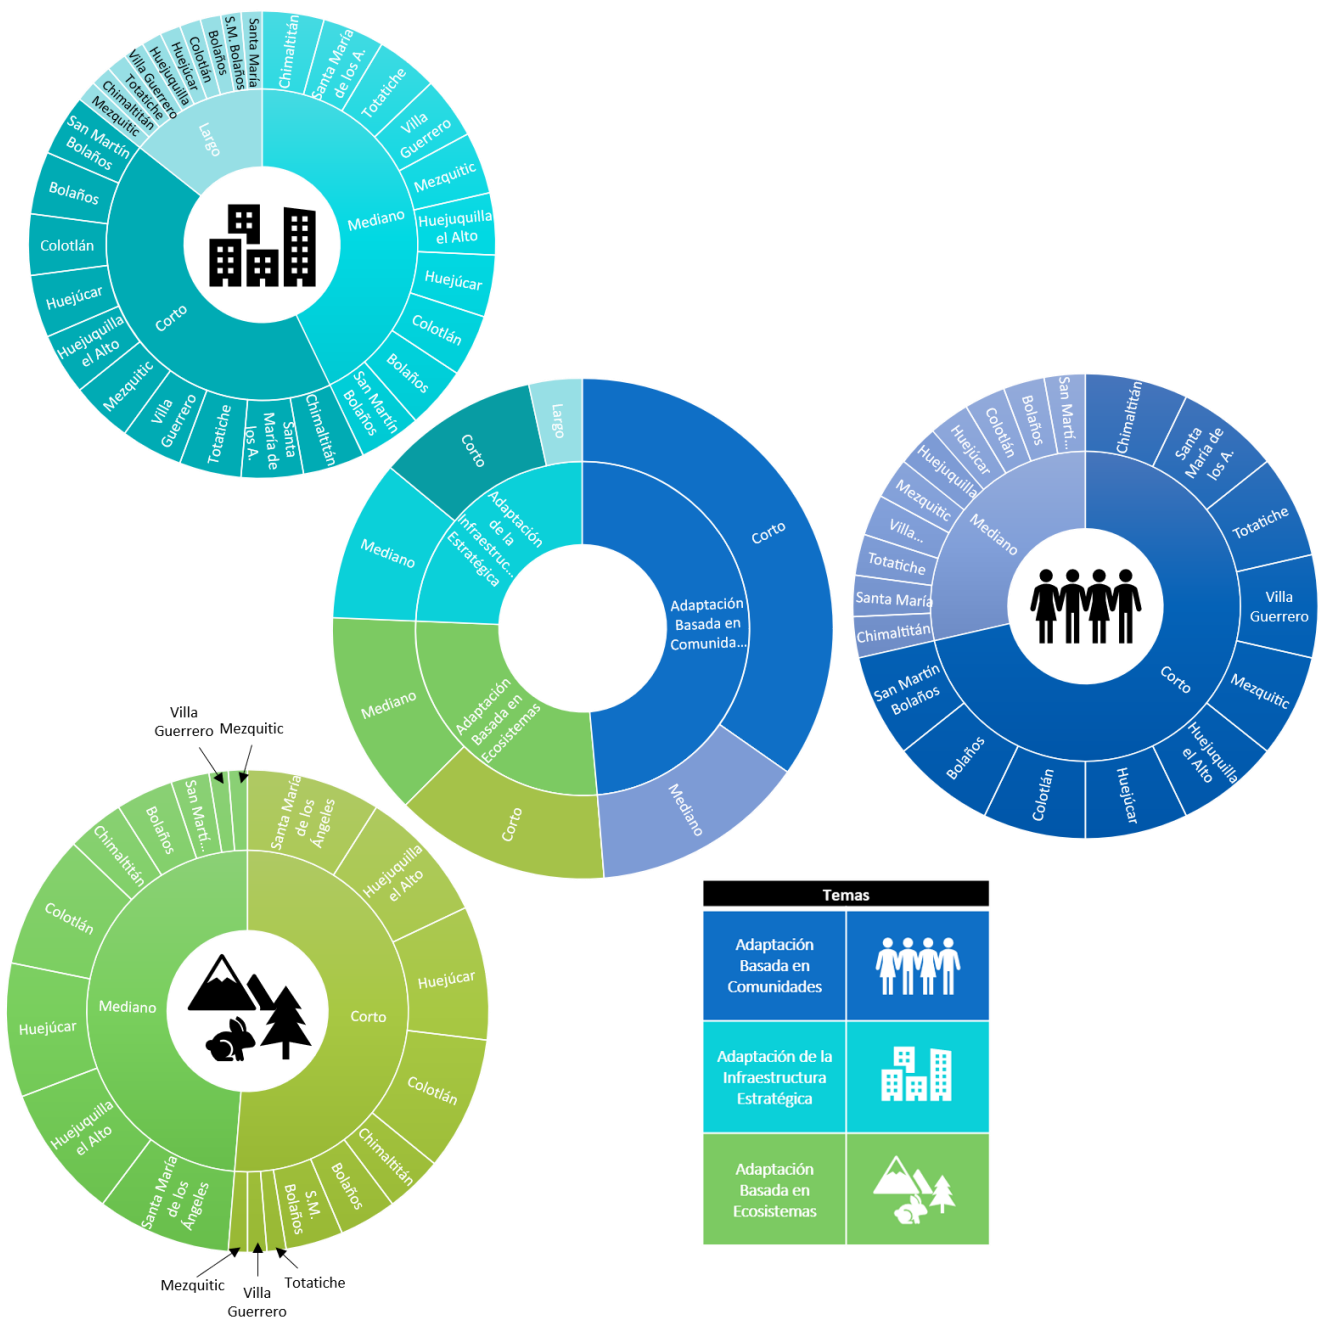 Chimaltitán
Santa María
de los A.
Totatiche
Villa
Guerrero
Mezquitic
Huejuquilla
el Alto
Huejúcar
Colotlán
Bolaños
San Martín
Bolaños
Chimaltitán
Santa
María de
los A.
Totatiche
Villa
Guerrero
Mezquitic
Huejuquilla
el Alto
Huejúcar
Colotlán
Bolaños
San Martín
Bolaños
Mezquitic
Chimaltitán
Totatiche
Villa Guerrero
Huejuquilla
Huejúcar
Colotlán
Bolaños
S.M. Bolaños
Santa María
Mediano
Corto
Largo
Corto
Mediano
Corto
Mediano
Mediano
Corto
Largo
Adaptación
Basada en
Comunida...
Adaptación
Basada en
Ecosistemas
Adaptación
de la
Infraestruc...
Estratégica
Chimaltitán
Santa
María de
los A.
Totatiche
Villa
Guerrero
Mezquitic
Huejuquilla
el Alto
Huejúcar
Colotlán
Bolaños
San Martín
Bolaños
Chimaltitán
Santa María
Totatiche
Villa...
Mezquitic
Huejuquilla
Huejúcar
Colotlán
Bolaños
San Martí...
Mediano
Corto
Villa
Guerrero
Mezquitic
Santa María
de los
Ángeles
Huejuquilla
el Alto
Huejúcar
Colotlán
Chimaltitán
Bolaños
S.M.
Bolaños
Totatiche
Villa
Guerrero
Mezquitic
Santa María
de los
Ángeles
Huejuquilla
el Alto
Huejúcar
Colotlán
Chimaltitán
Bolaños
San Martí...
Mediano
Corto
Temas
Adaptación
Basada en
Comunidades
Adaptación de la
Infraestructura
Estratégica
Adaptación
Basada en
Ecosistemas